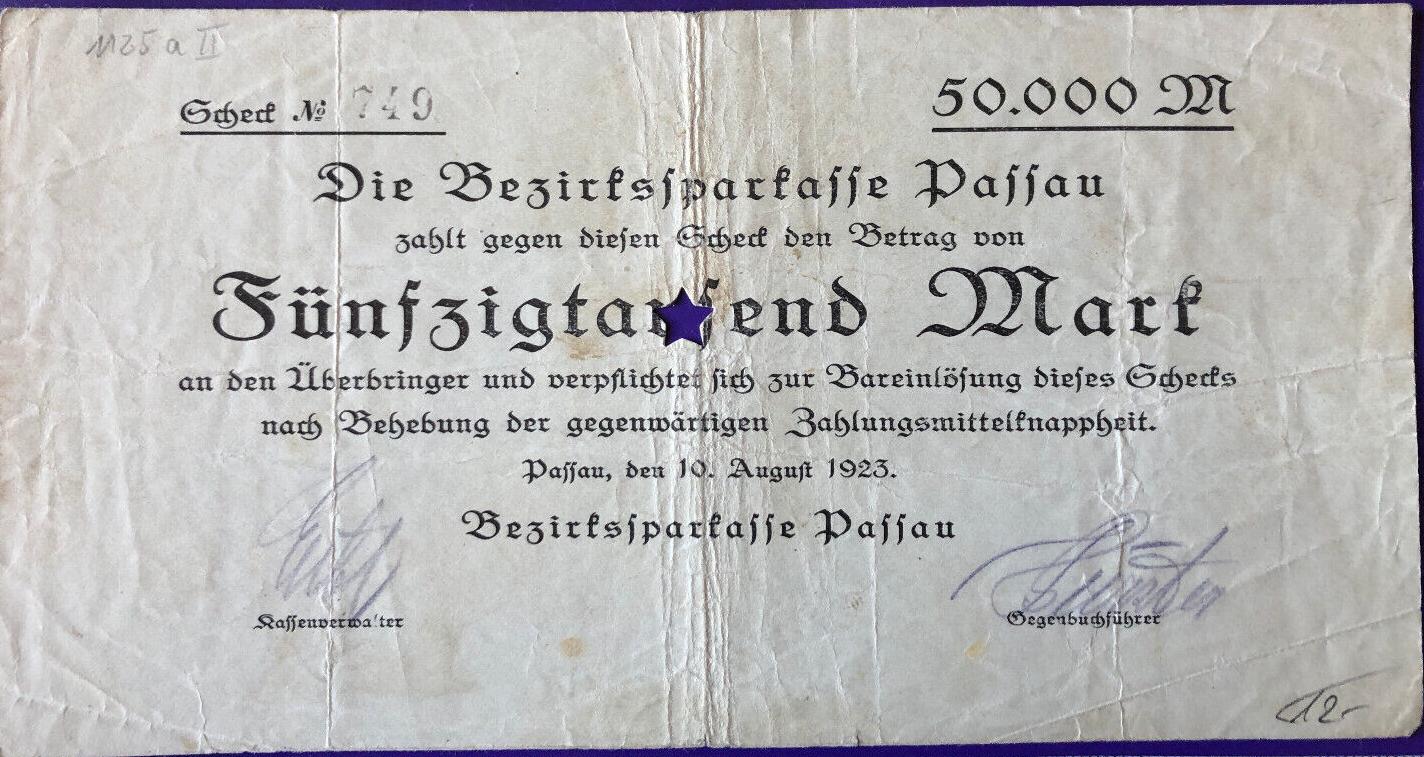 1125 a II
Scheck № 749
50.000 M
Die Bezirkssparkasse Passau
zahlt gegen diesen Scheck den Betrag von
Fünfzigtausend Mark
an den Überbringer und verpflichtet sich zur Bareinlösung dieses Schecks
nach Behebung der gegenwärtigen Zahlungsmittelknappheit.
Passau, den 10. August 1923.
Bezirkssparkasse Passau
Kassenverwalter
Gegenbuchführer
12-